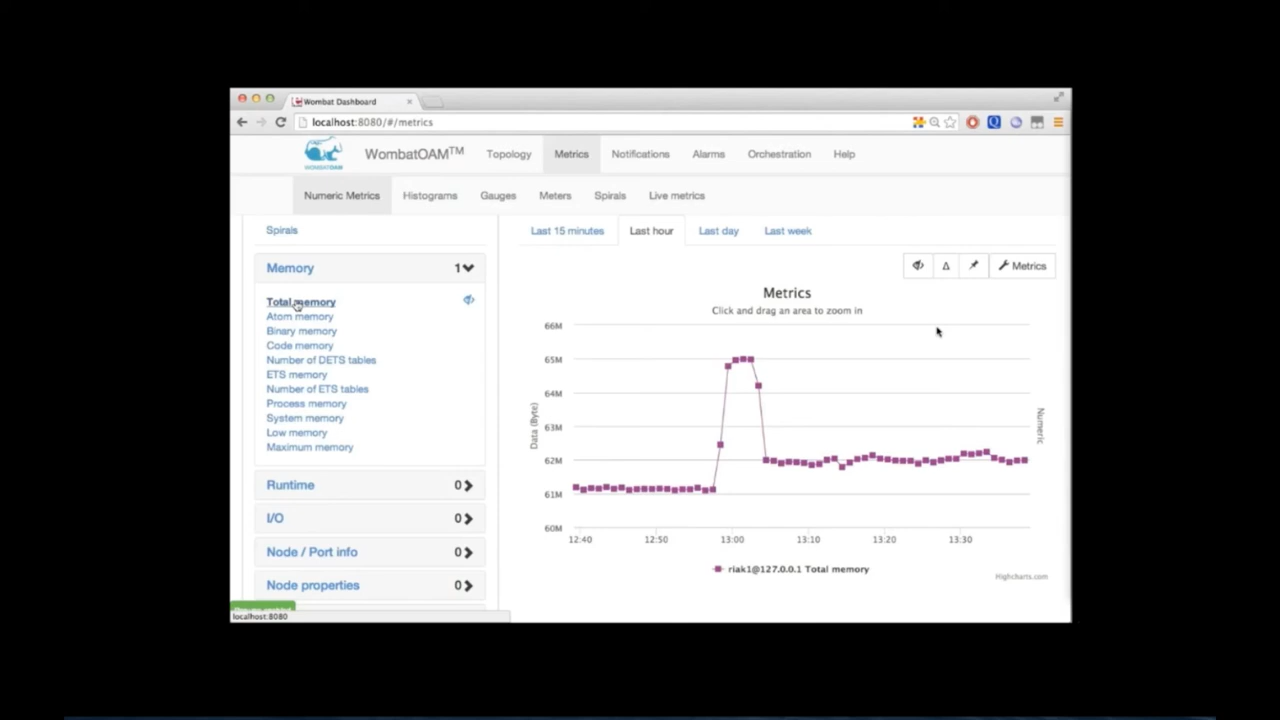 Wombat Dashboard
localhost:8080/#/metrics
WOMBATOAM
WombatOAM™
Topology
Metrics
Notifications
Alarms
Orchestration
Help
Numeric Metrics
Histograms
Gauges
Meters
Spirals
Live metrics
Spirals
Memory 1
Total memory
Atom memory
Binary memory
Code memory
Number of DETS tables
ETS memory
Number of ETS tables
Process memory
System memory
Low memory
Maximum memory
Runtime 0
I/O 0
Node / Port info 0
Node properties 0
localhost:8080
Last 15 minutes
Last hour
Last day
Last week
Δ
Metrics
Metrics
Click and drag an area to zoom in
66M
65M
64M
63M
62M
61M
60M
Data (Byte)
Numeric
12:40 12:50 13:00 13:10 13:20 13:30
riak1@127.0.0.1 Total memory
Highcharts.com